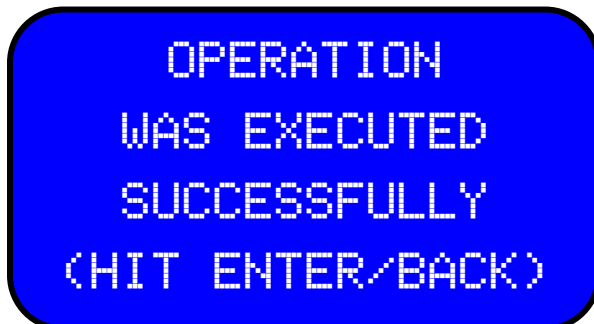 OPERATION
WAS EXECUTED
SUCCESSFULLY
(HIT ENTER/BACK)